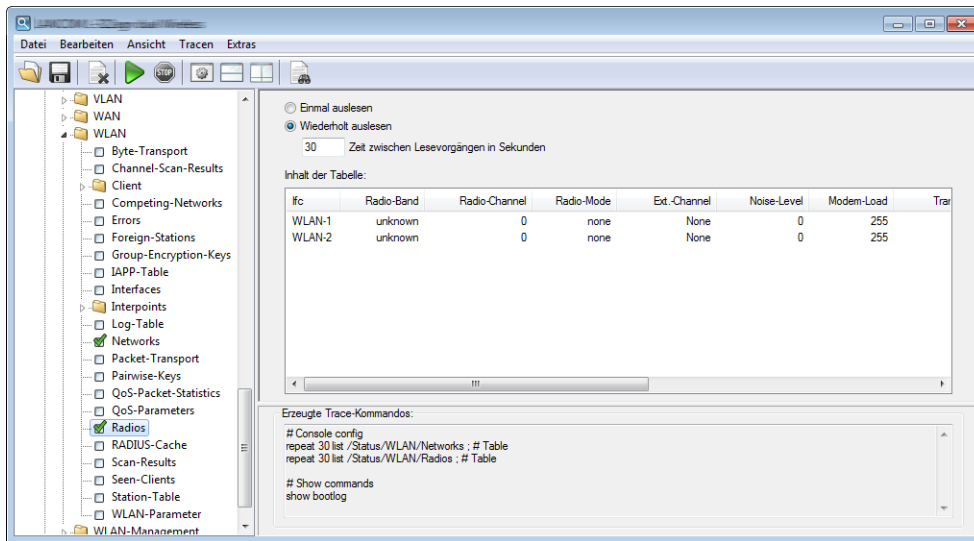 Datei Bearbeiten Ansicht Tracen Extras
STOP
VLAN
WAN
WLAN
Byte-Transport
Channel-Scan-Results
Client
Competing-Networks
Errors
Foreign-Stations
Group-Encryption-Keys
IAPP-Table
Interfaces
Interpoints
Log-Table
Networks
Packet-Transport
Pairwise-Keys
QoS-Packet-Statistics
QoS-Parameters
Radios
RADIUS-Cache
Scan-Results
Seen-Clients
Station-Table
WLAN-Parameter
WLAN-Management
Einmal auslesen
Wiederholt auslesen
30 Zeit zwischen Lesevorgängen in Sekunden
Inhalt der Tabelle:
Ifc Radio-Band Radio-Channel Radio-Mode Ext.-Channel Noise-Level Modem-Load Trar
WLAN-1 unknown 0 none None 0 255
WLAN-2 unknown 0 none None 0 255
Erzeugte Trace-Kommandos:
# Console config
repeat 30 list /Status/WLAN/Networks ; # Table
repeat 30 list /Status/WLAN/Radios ; # Table
# Show commands
show bootlog